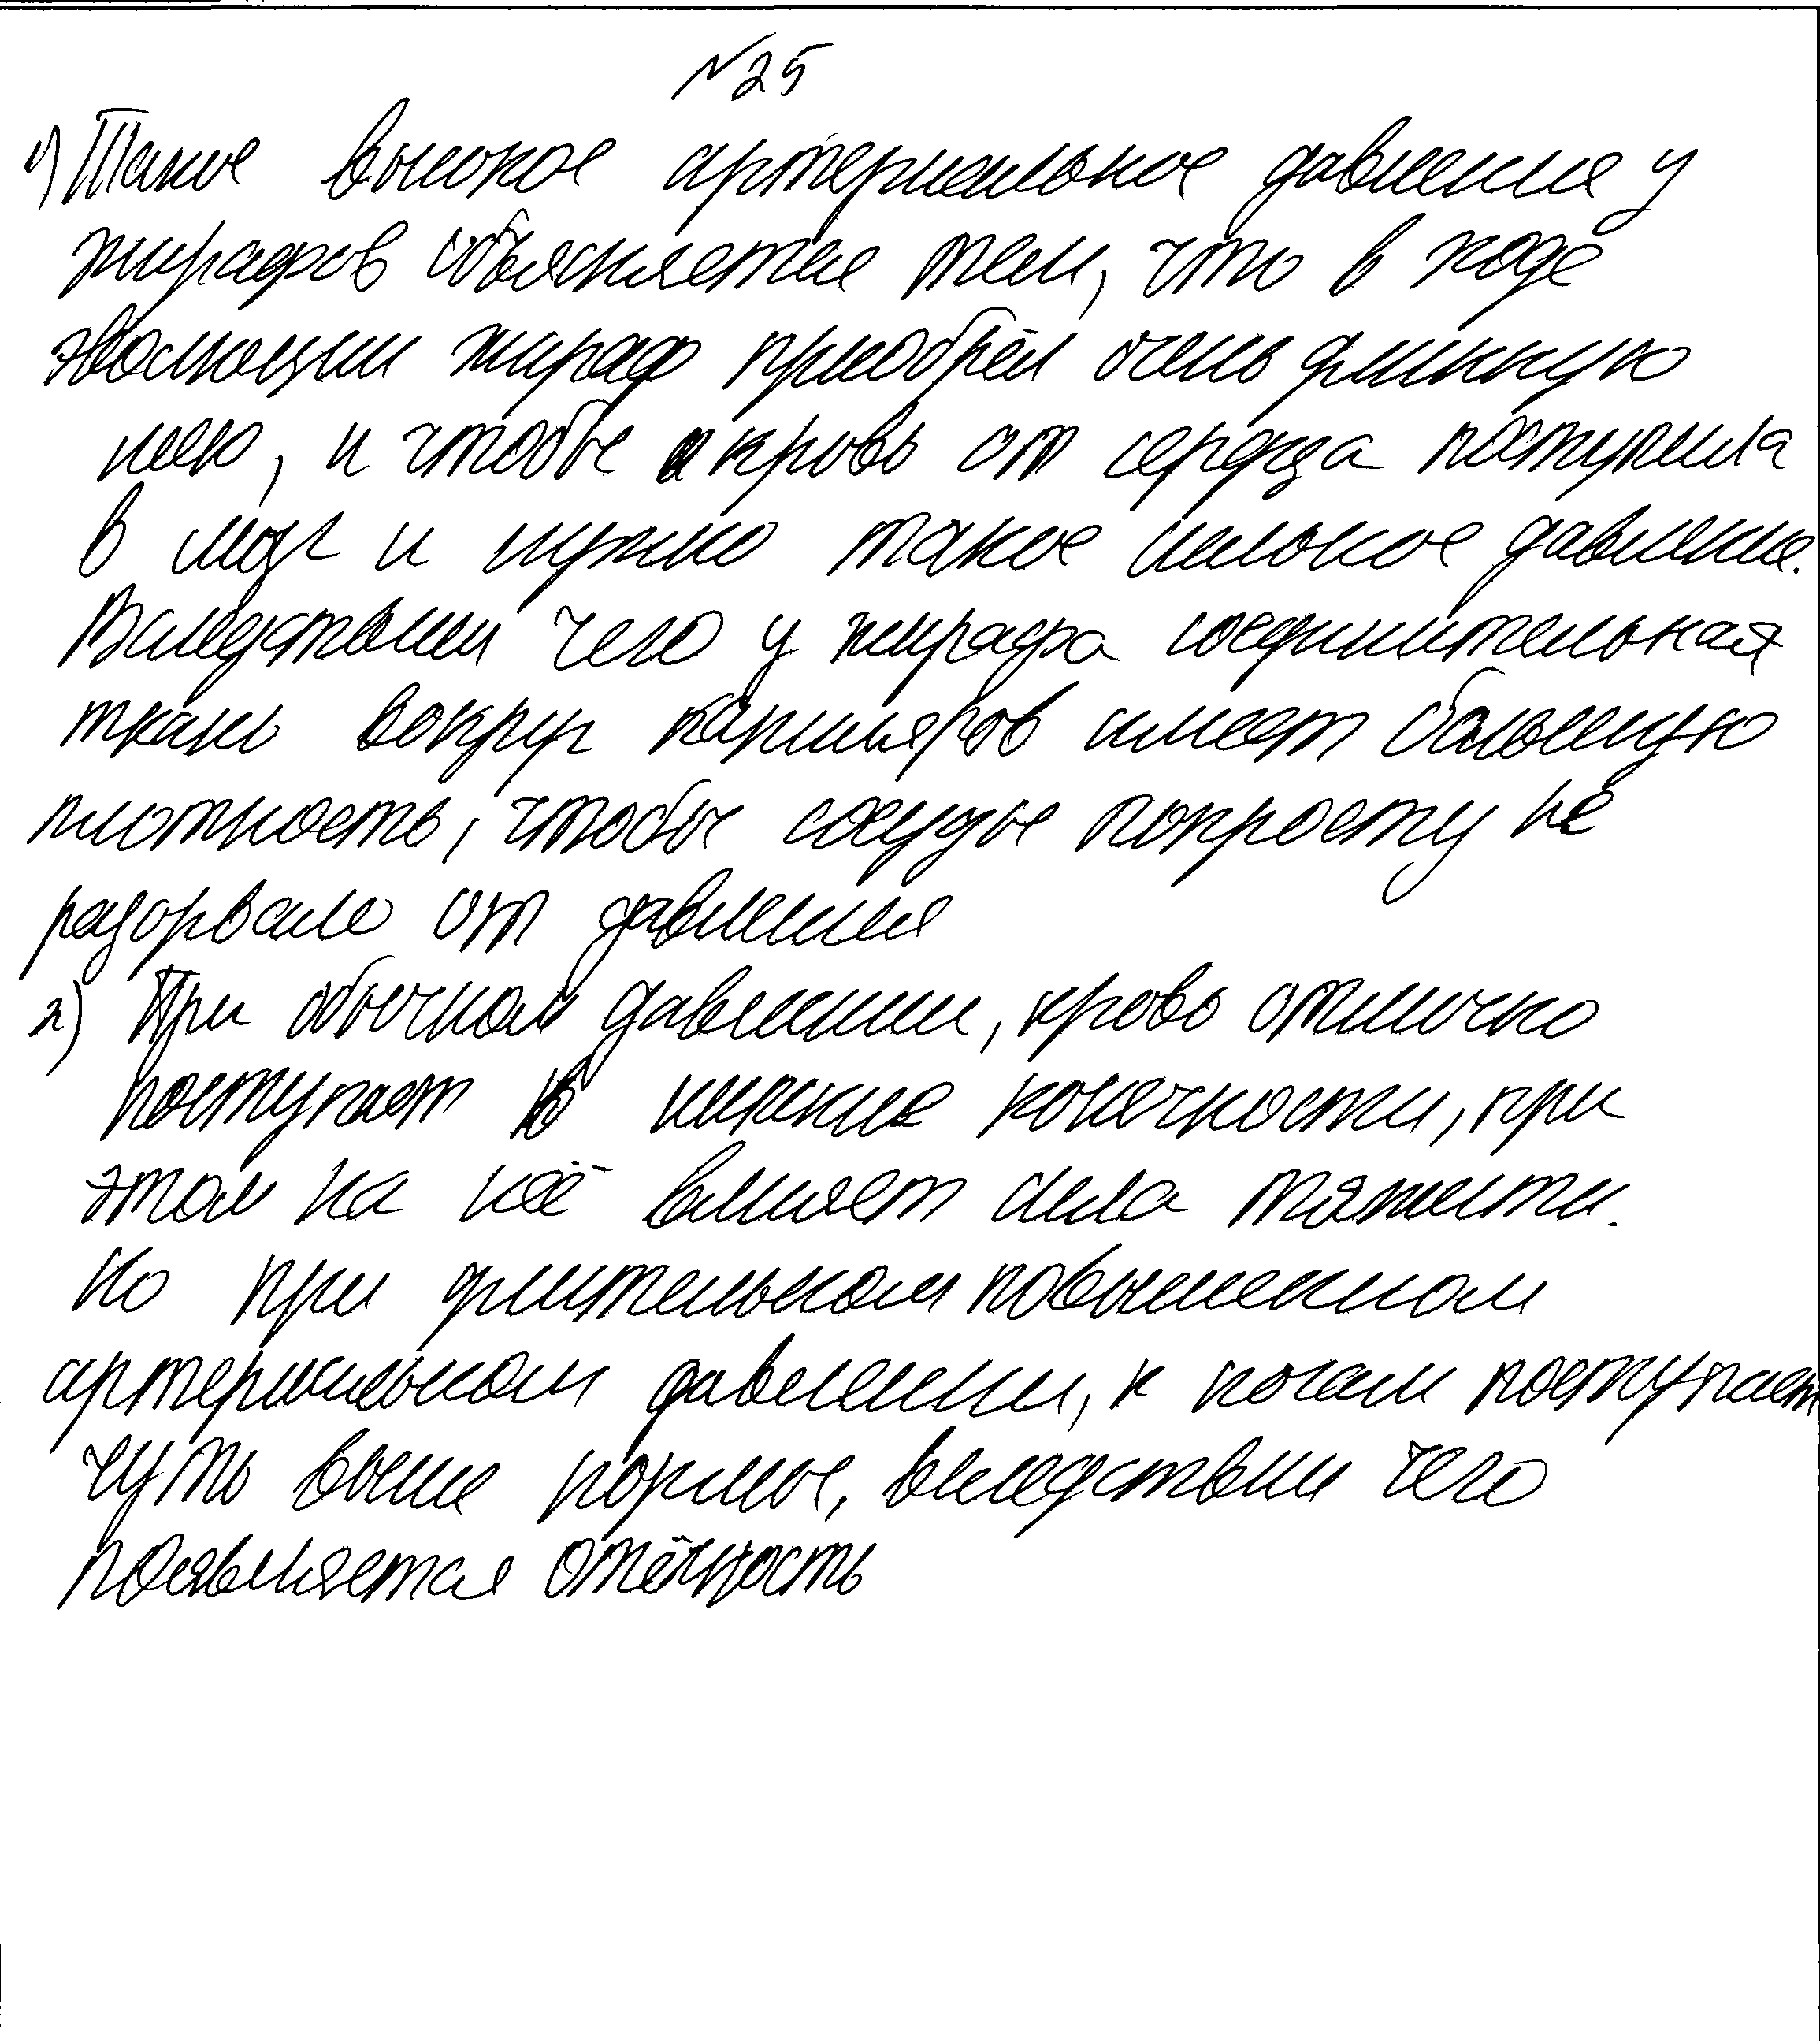 №25
1) Такое высокое артериальное давление у
жирафов объясняется тем, что в ходе
эволюции жираф приобрёл очень длинную
шею, и чтобы кровь от сердца поступила
в мозг и нужно такое сильное давление.
Вследствии чего у жирафа соединительная
ткань вокруг капиляров имеет большую
плотность, чтобы сосуды попросту не
разорвало от давления
2) При обычном давлении, кровь отлично
поступает в нижние конечности, при
этом на неё влияет сила тяжести.
Но при длительном повышенном
артериальном давлении, к ногам поступает
чуть выше нормы, вследствии чего
появляется отёчность